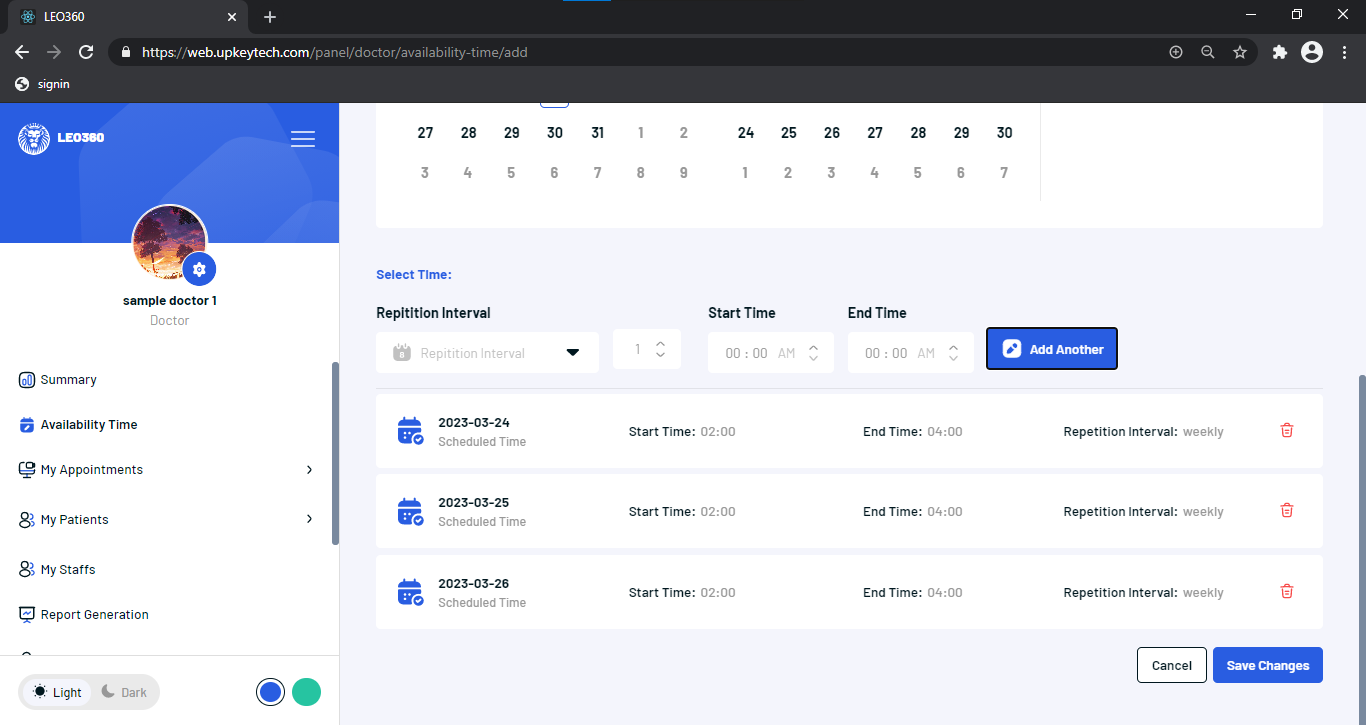 LEO360
https://web.upkeytech.com/panel/doctor/availability-time/add
signin
LEO360
sample doctor 1
Doctor
Summary
Availability Time
My Appointments
My Patients
My Staffs
Report Generation
Light Dark
27 28 29 30 31 1 2 24 25 26 27 28 29 30
3 4 5 6 7 8 9 1 2 3 4 5 6 7
Select Time:
Repitition Interval Start Time End Time
Repitition Interval 1 00 : 00 AM 00 : 00 AM Add Another
2023-03-24
Scheduled Time
Start Time: 02:00 End Time: 04:00 Repetition Interval: weekly
2023-03-25
Scheduled Time
Start Time: 02:00 End Time: 04:00 Repetition Interval: weekly
2023-03-26
Scheduled Time
Start Time: 02:00 End Time: 04:00 Repetition Interval: weekly
Cancel Save Changes